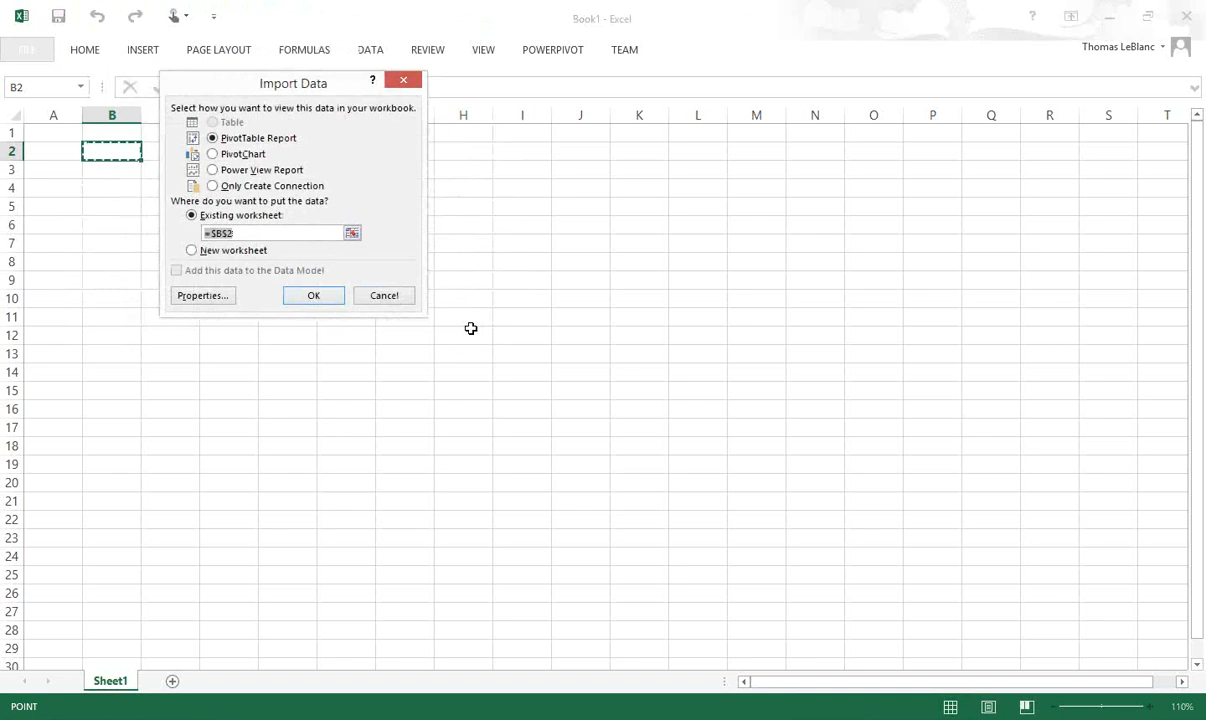 Book1 - Excel
?
FILE HOME INSERT PAGE LAYOUT FORMULAS DATA REVIEW VIEW POWERPIVOT TEAM
Thomas LeBlanc
B2
Import Data ?
Select how you want to view this data in your workbook.
Table
PivotTable Report
PivotChart
Power View Report
Only Create Connection
Where do you want to put the data?
Existing worksheet:
=$B$2
New worksheet
Add this data to the Data Model
Properties... OK Cancel
A B H I J K L M N O P Q R S T
1
2
3
4
5
6
7
8
9
10
11
12
13
14
15
16
17
18
19
20
21
22
23
24
25
26
27
28
29
30
Sheet1
POINT
110%